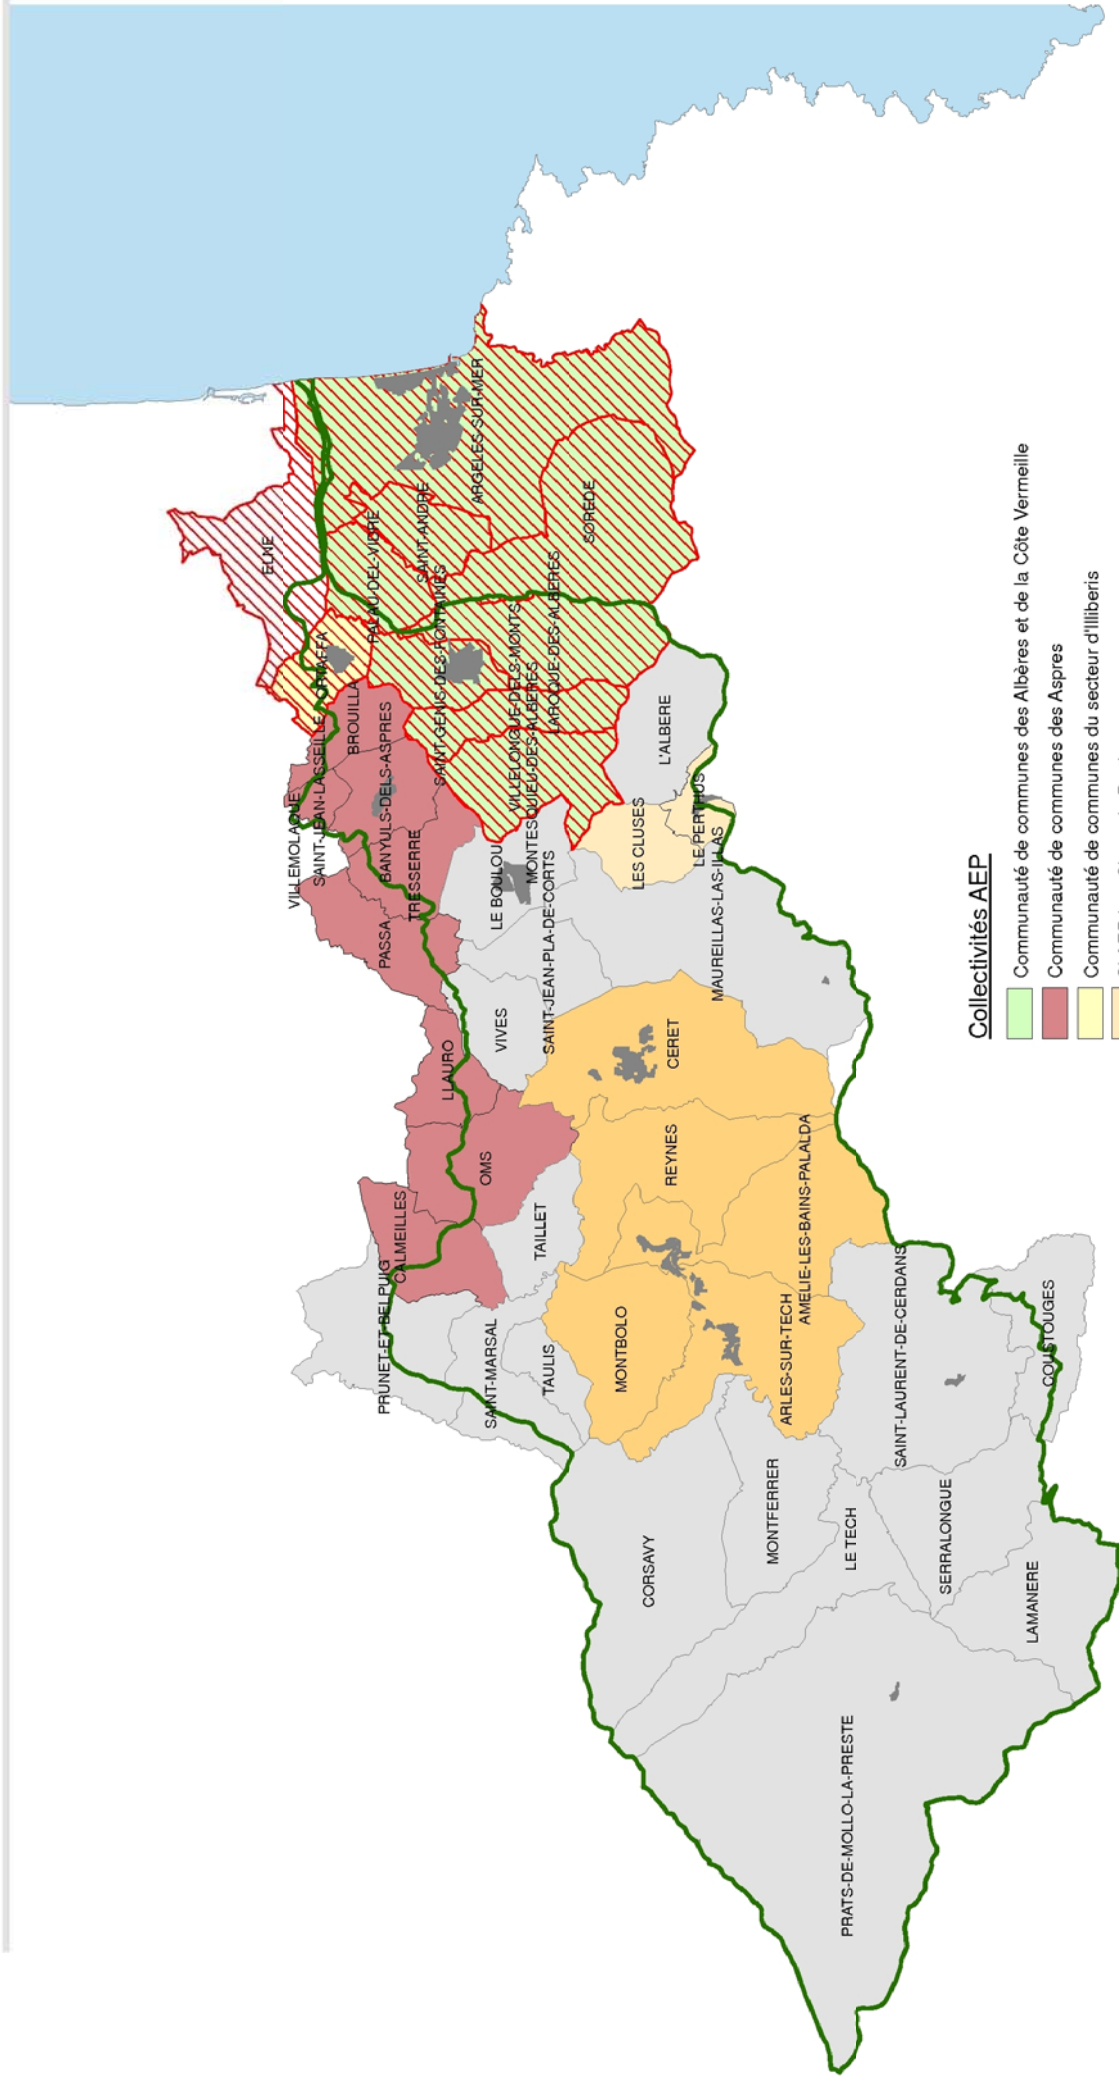 ELNE
ORTAFFA
PALAU-DEL-VIDRE
SAINT-ANDRE
ARGELES-SUR-MER
SOREDE
BROUILLA
VILLEMOLAQUE
SAINT-JEAN-LASSEILLE
BANYULS-DELS-ASPRES
SAINT-GENIS-DES-FONTAINES
VILLELONGUE-DELS-MONTS
MONTESQUIEU-DES-ALBERES
LAROQUE-DES-ALBERES
L'ALBERE
PASSA
TRESSERRE
LE BOULOU
LES CLUSES
LE PERTHUS
SAINT-JEAN-PLA-DE-CORTS
MAUREILLAS-LAS-ILLAS
LLAURO
VIVES
CERET
OMS
REYNES
CALMEILLES
TAILLET
AMELIE-LES-BAINS-PALALDA
PRUNET-ET-BELPUIG
SAINT-MARSAL
TAULIS
MONTBOLO
ARLES-SUR-TECH
SAINT-LAURENT-DE-CERDANS
COUSTOUGES
CORSAVY
MONTFERRER
LE TECH
SERRALONGUE
LAMANERE
PRATS-DE-MOLLO-LA-PRESTE
Collectivités AEP
Communauté de communes des Albères et de la Côte Vermeille
Communauté de communes des Aspres
Communauté de communes du secteur d'Illiberis